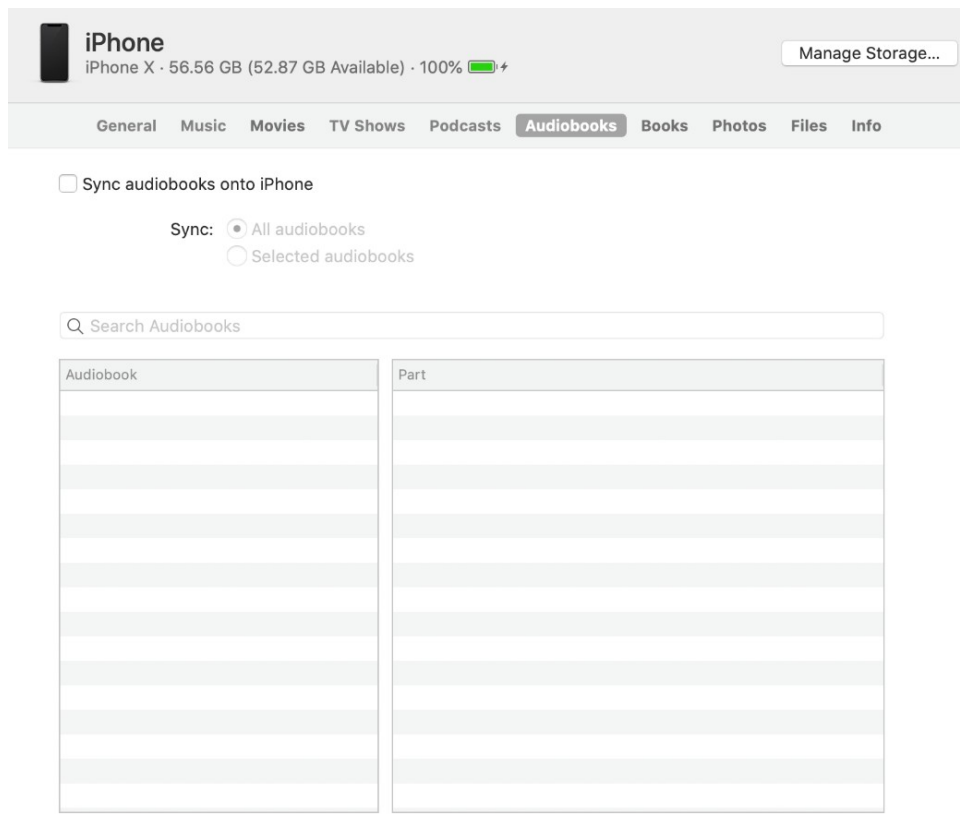 iPhone
iPhone X · 56.56 GB (52.87 GB Available) · 100%
Manage Storage...
General Music Movies TV Shows Podcasts Audiobooks Books Photos Files Info
Sync audiobooks onto iPhone
Sync: All audiobooks
Selected audiobooks
Search Audiobooks
Audiobook Part